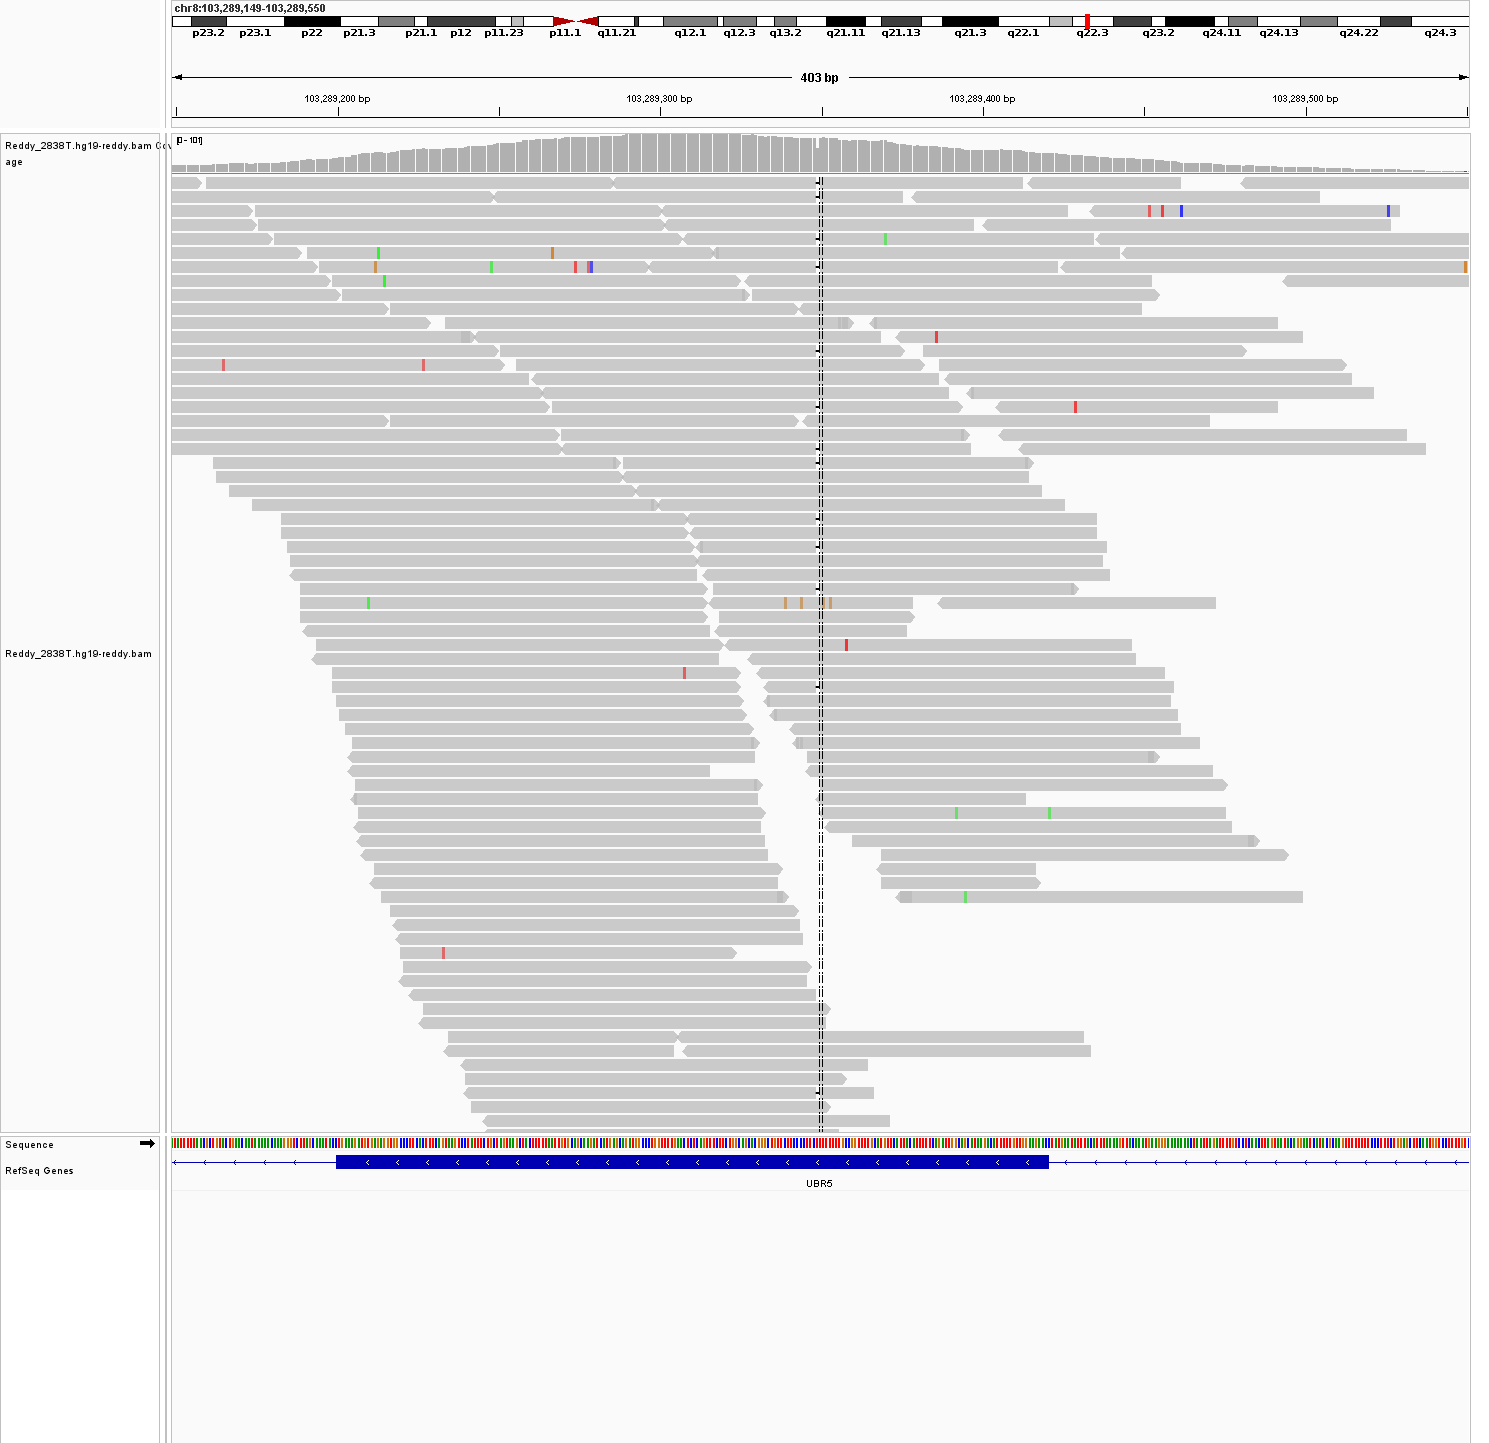 chr8:103,289,149-103,289,550
p23.2 p23.1 p22 p21.3 p21.1 p12 p11.23 p11.1 q11.21 q12.1 q12.3 q13.2 q21.11 q21.13 q21.3 q22.1 q22.3 q23.2 q24.11 q24.13 q24.22 q24.3
403 bp
103,289,200 bp 103,289,300 bp 103,289,400 bp 103,289,500 bp
[0 - 101]
Reddy_2838T.hg19-reddy.bam Cov
age
Reddy_2838T.hg19-reddy.bam
Sequence
RefSeq Genes
UBR5